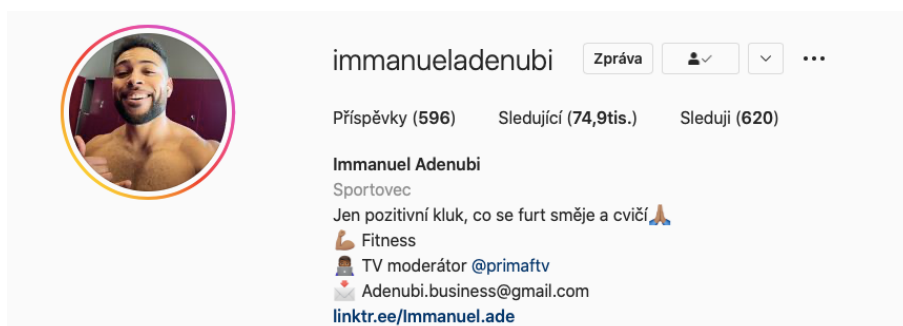 immanueladenubi Zpráva
Příspěvky (596) Sledující (74,9tis.) Sleduji (620)
Immanuel Adenubi
Sportovec
Jen pozitivní kluk, co se furt směje a cvičí🙏🏽
💪🏽 Fitness
👨🏾‍💻 TV moderátor @primaftv
📩 Adenubi.business@gmail.com
linktr.ee/Immanuel.ade